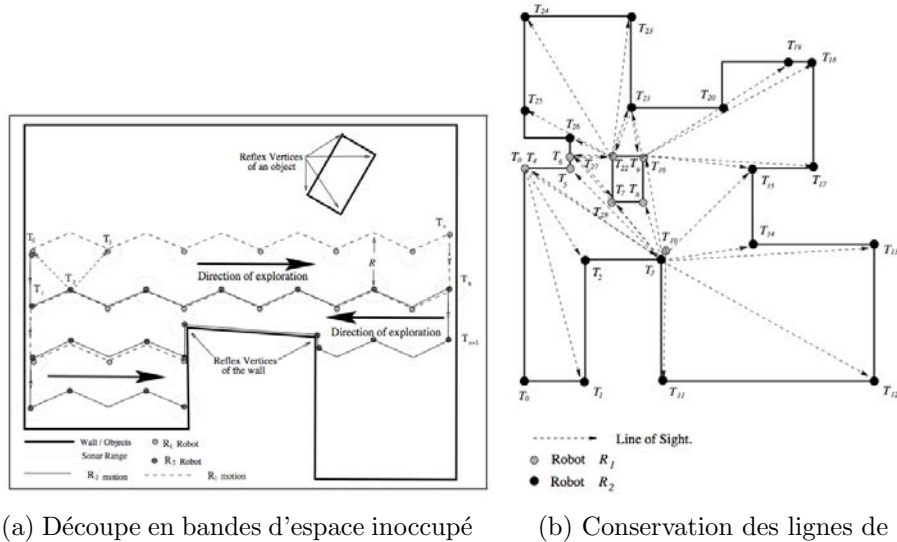 Reflex Vertices
of an object
T₀
T₃
Tₙ
R
Direction of exploration
T₂
T₁
Tₙ
Direction of exploration
Tₙ₊₁
Reflex Vertices
of the wall
Wall / Objects
R₁ Robot
Sonar Range
R₂ Robot
R₂ motion
R₁ motion
(a) Découpe en bandes d'espace inoccupé
T₂₄
T₂₃
T₁₉
T₁₈
T₂₅
T₂₁
T₂₀
T₂₆
T₀
T₄
T₆
T₂₇
T₂₂
T₉
T₁₆
T₅
T₇
T₈
T₁₅
T₁₇
T₂₈
T₁₀
T₁₄
T₁₃
T₂
T₃
T₀
T₁
T₁₁
T₁₂
Line of Sight.
Robot R₁
Robot R₂
(b) Conservation des lignes de